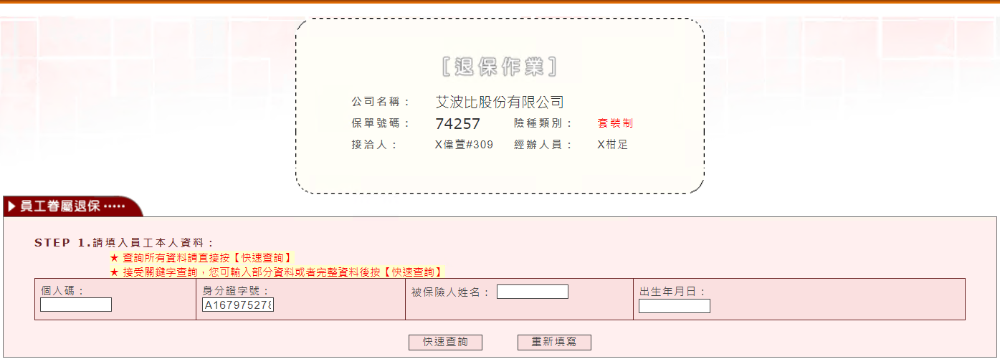 [退保作業]
公司名稱： 艾波比股份有限公司
保單號碼： 74257 險種類別： 套裝制
接洽人： X偉萱#309 經辦人員： X柑足
員工眷屬退保 ·····
STEP 1.請填入員工本人資料：
★ 查詢所有資料請直接按【快速查詢】
★ 接受關鍵字查詢，您可輸入部分資料或者完整資料後按【快速查詢】
個人碼： 身分證字號： 被保險人姓名： 出生年月日：
A167975278
快速查詢 重新填寫